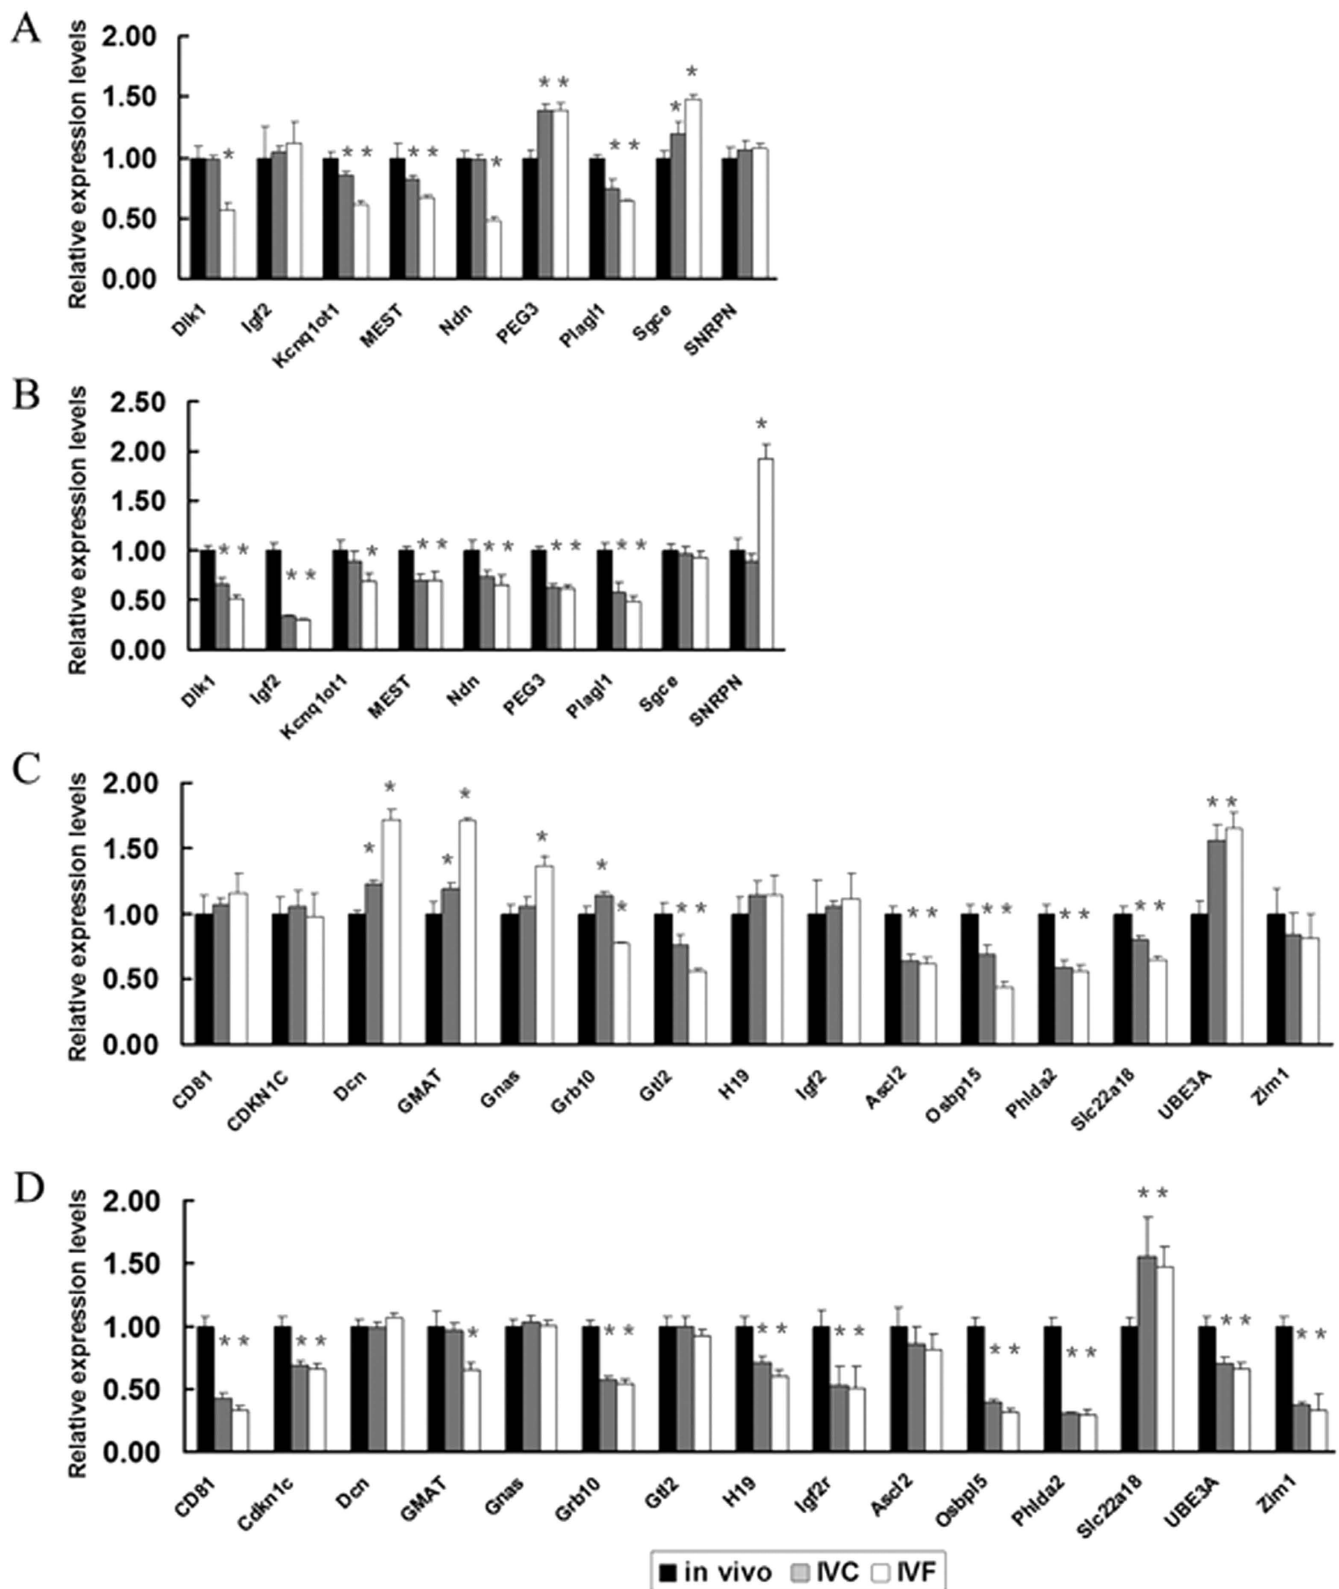 A
Relative expression levels
2.00
1.50
1.00
0.50
0.00
* * * * * * * * * * * * *
Dlk1 Igf2 Kcnq1ot1 MEST Ndn PEG3 Plagl1 Sgce SNRPN
B
Relative expression levels
2.50
2.00
1.50
1.00
0.50
0.00
* * * * * * * * * * * * * *
Dlk1 Igf2 Kcnq1ot1 MEST Ndn PEG3 Plagl1 Sgce SNRPN
C
Relative expression levels
2.00
1.50
1.00
0.50
0.00
* * * * * * * * * * * * * * * * * * *
CD81 CDKN1C Dcn GMAT Gnas Grb10 Gtl2 H19 Igf2 Ascl2 Osbp15 Phlda2 Slc22a18 UBE3A Zim1
D
Relative expression levels
2.00
1.50
1.00
0.50
0.00
* * * * * * * * * * * * * * * * * * * * *
CD81 Cdkn1c Dcn GMAT Gnas Grb10 Gtl2 H19 Igf2r Ascl2 Osbpl5 Phlda2 Slc22a18 UBE3A Zim1
in vivo IVC IVF